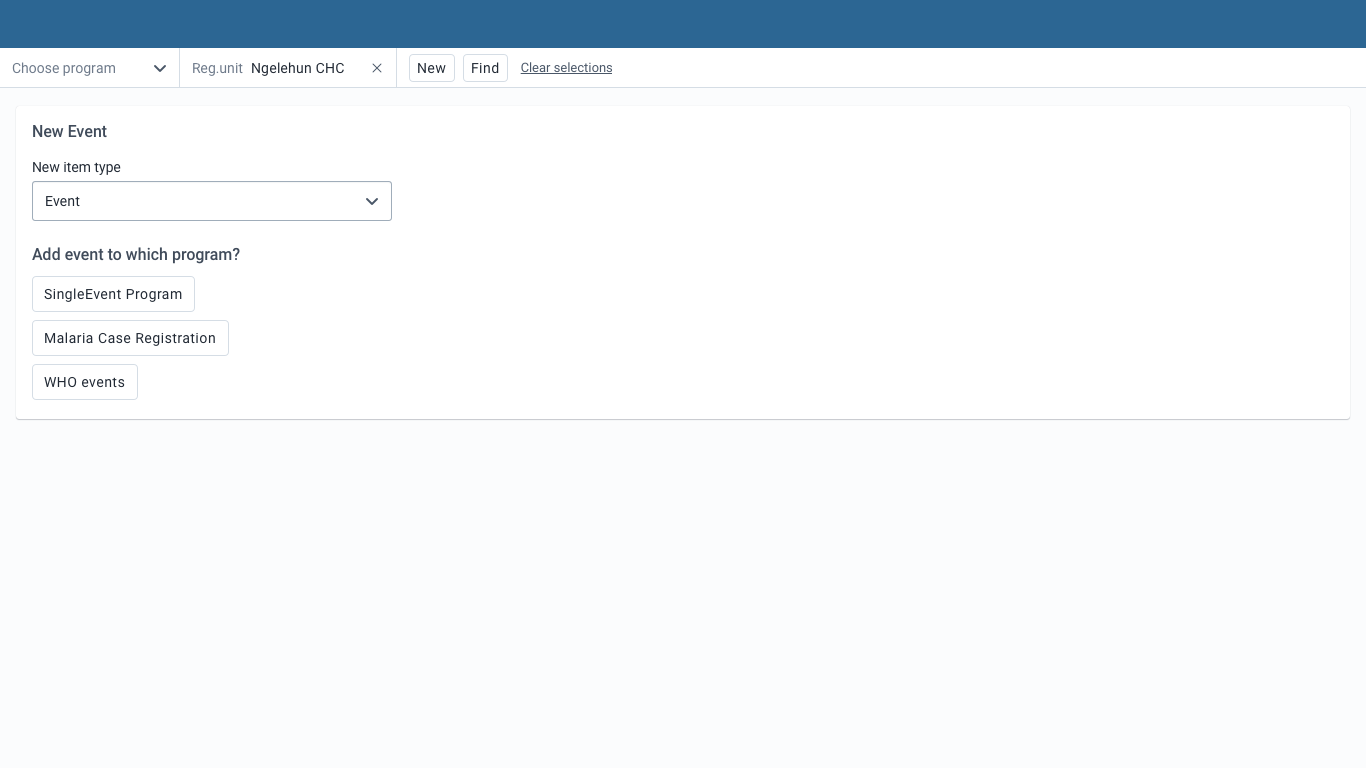 Choose program Reg.unit Ngelehun CHC New Find Clear selections
New Event
New item type
Event
Add event to which program?
SingleEvent Program
Malaria Case Registration
WHO events